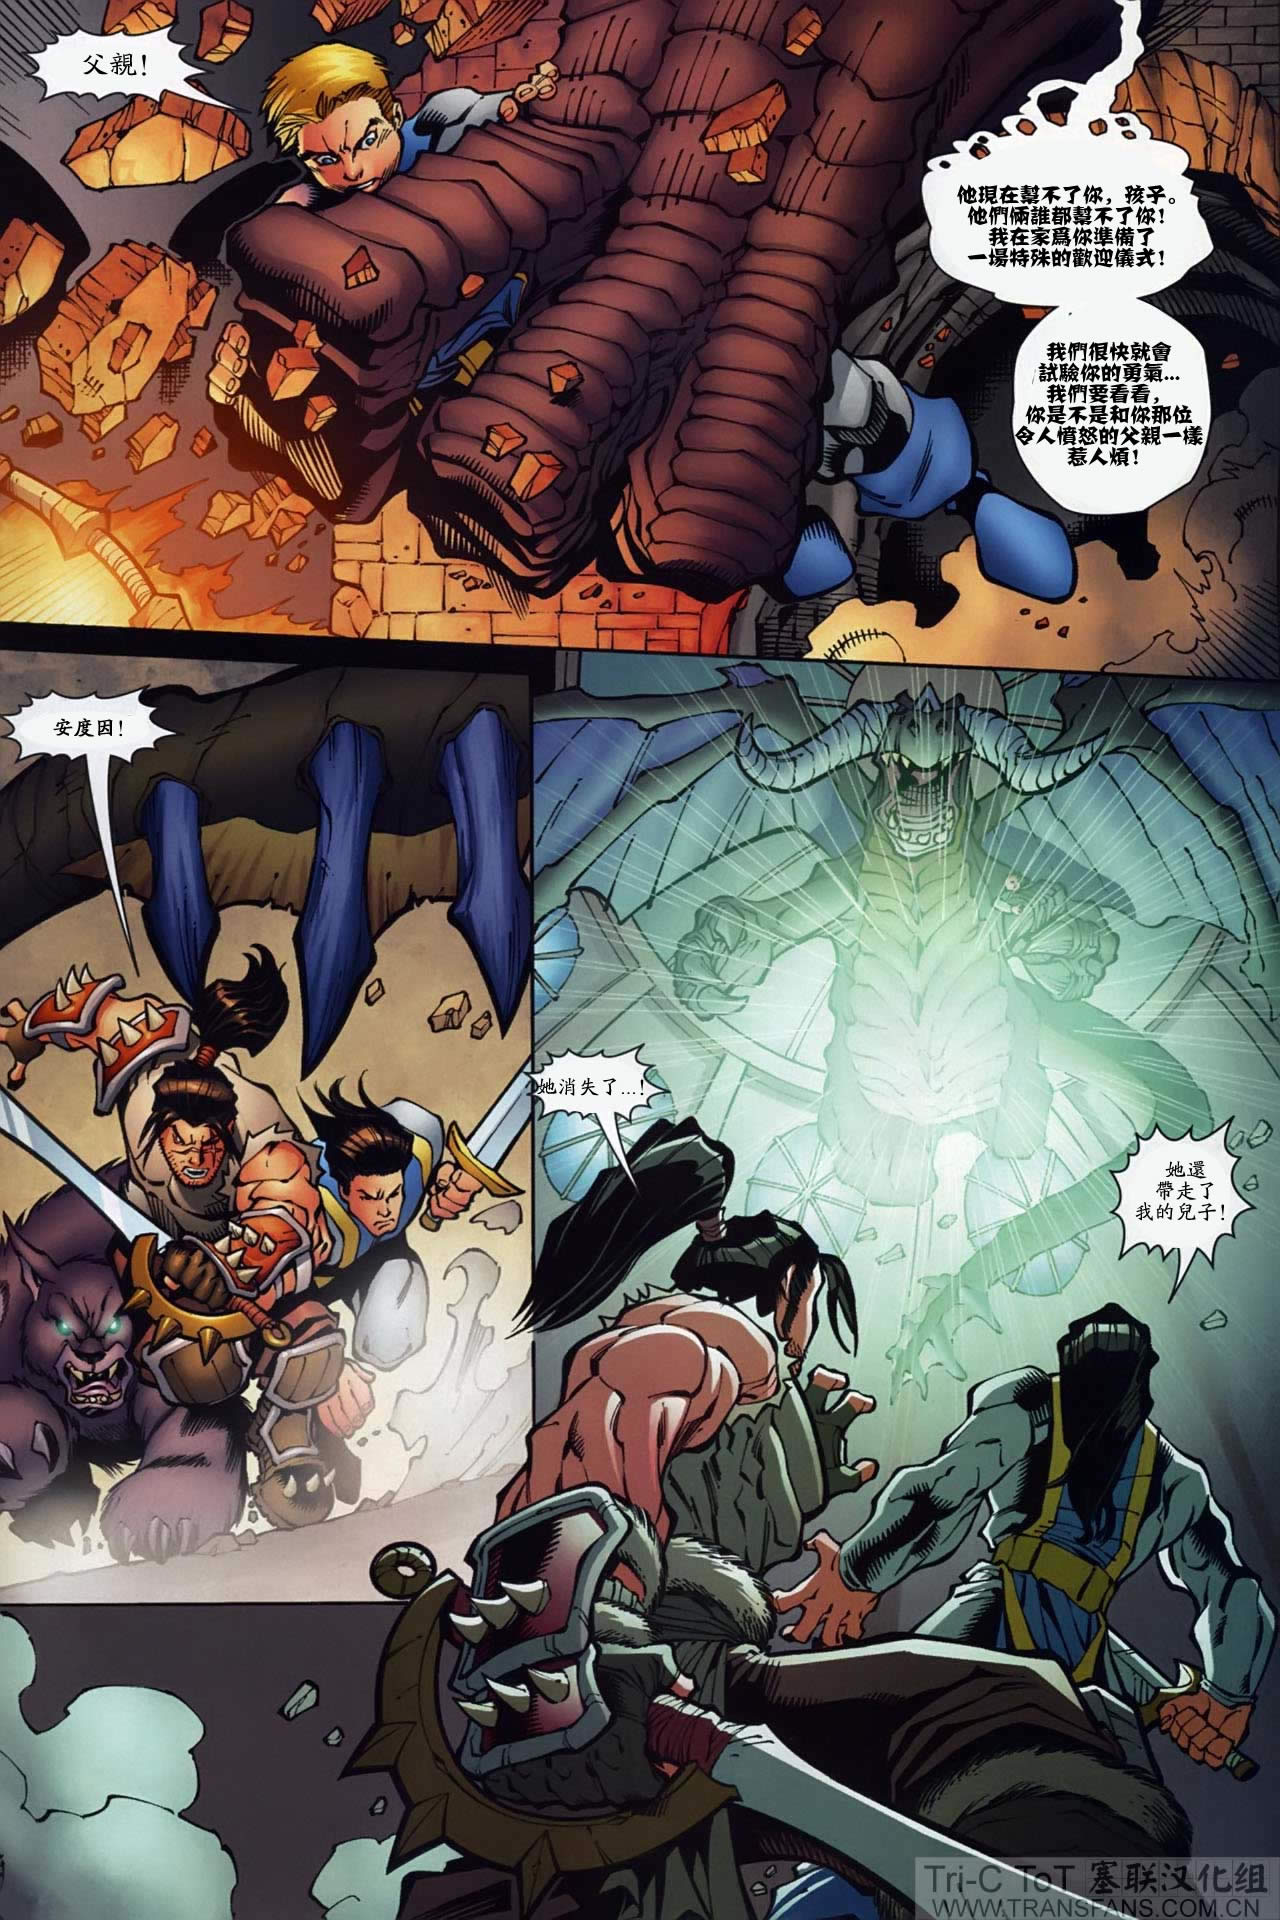 父親!
他現在幫不了你，孩子。
他們倆誰都幫不了你!
我在家爲你準備了
一場特殊的歡迎儀式!
我們很快就會
試驗你的勇氣...
我們要看看，
你是不是和你那位
令人憤怒的父親一樣
惹人煩!
安度因!
她消失了...!
她還
帶走了
我的兒子!
Tri-C ToT 塞联汉化组
WWW.TRANSFANS.COM.CN